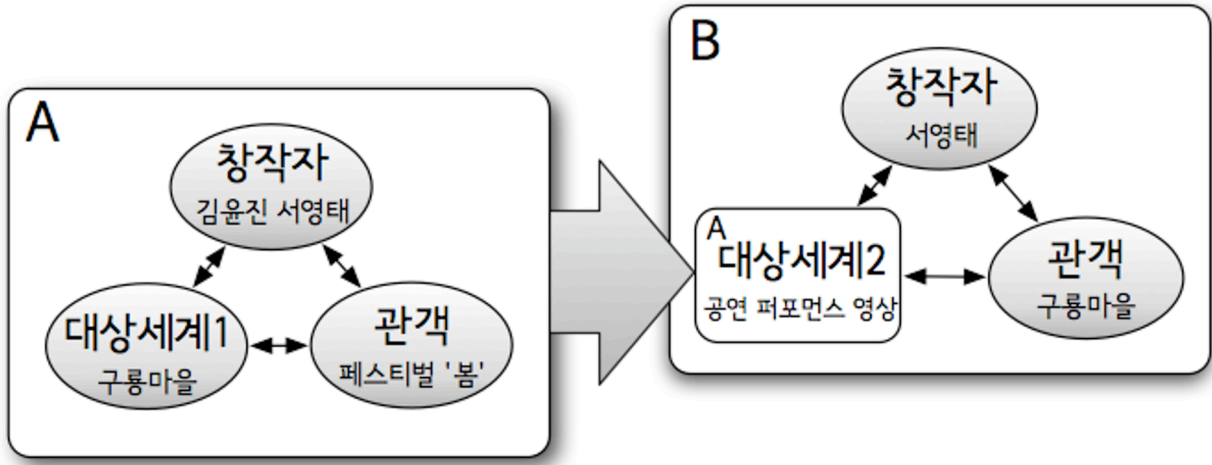 A
창작자
김윤진 서영태
대상세계1
구룡마을
관객
페스티벌 '봄'
B
창작자
서영태
A
대상세계2
공연 퍼포먼스 영상
관객
구룡마을